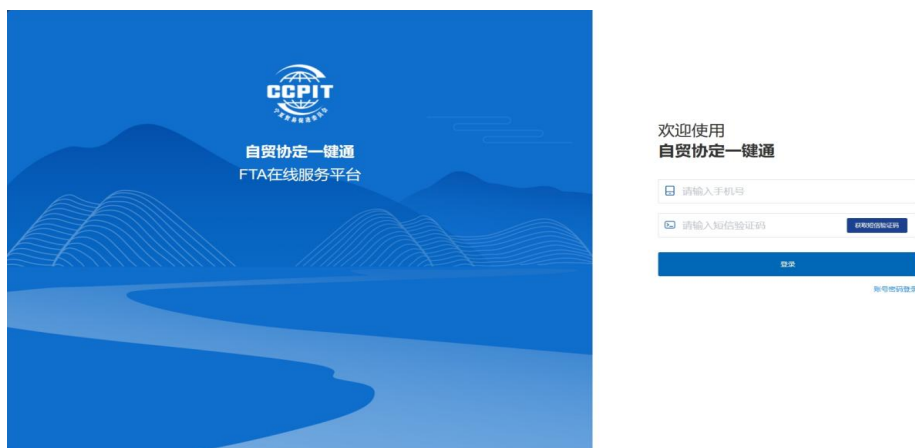 CCPIT
自贸协定一键通
FTA在线服务平台
欢迎使用
自贸协定一键通
请输入手机号
请输入短信验证码
获取短信验证码
登录
账号密码登录